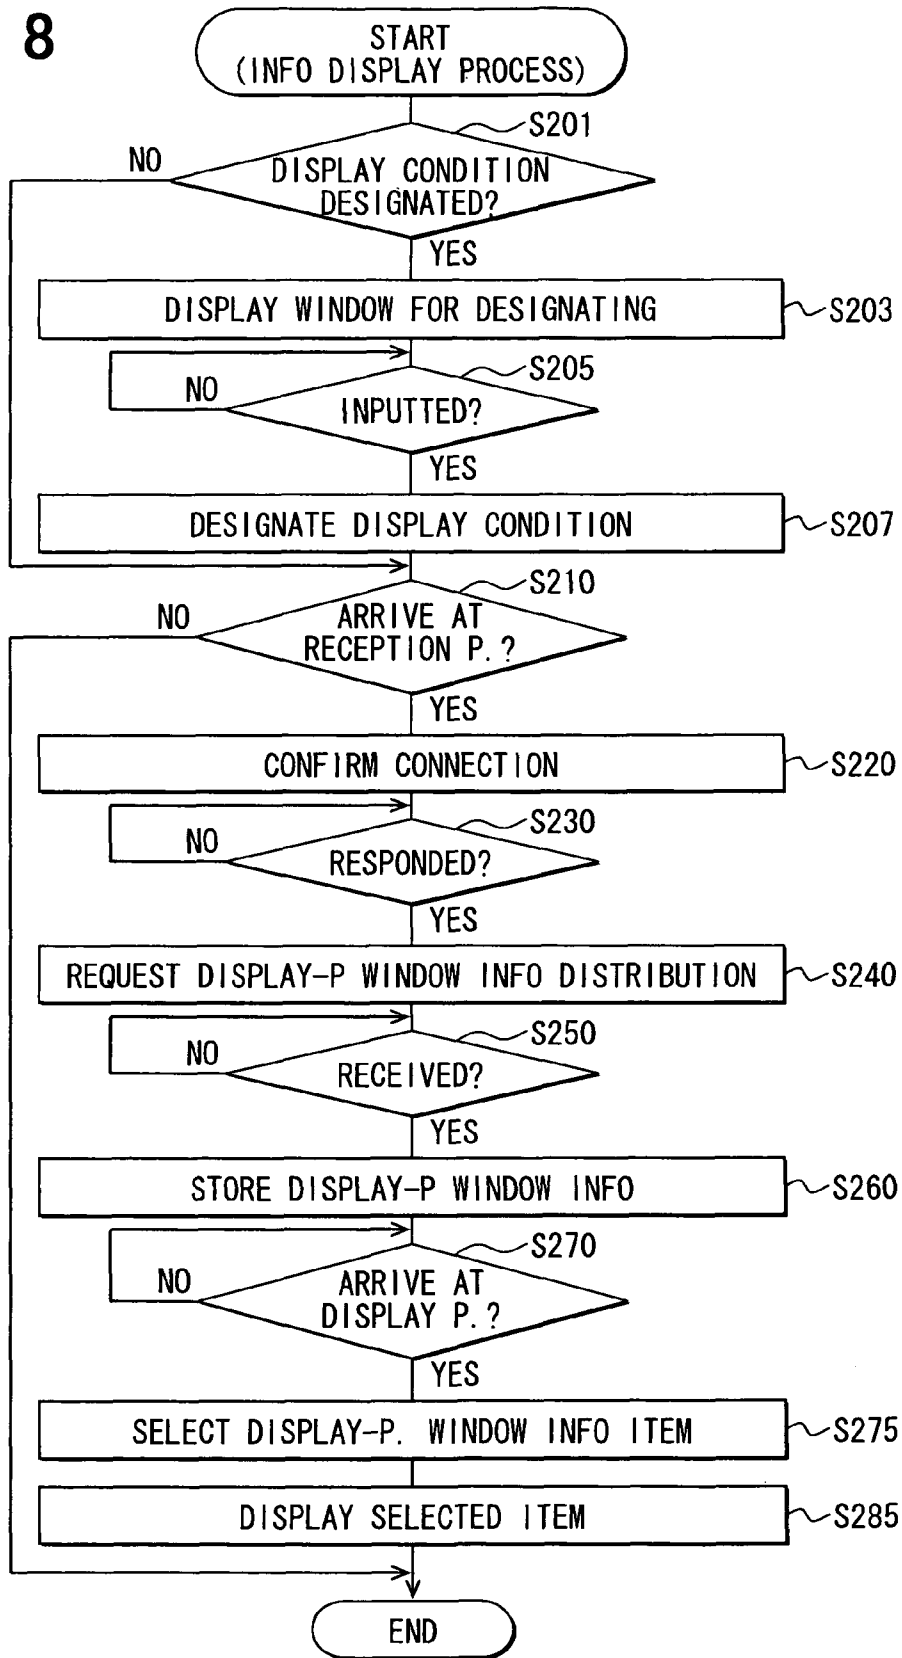 8
START
(INFO DISPLAY PROCESS)
S201
NO
DISPLAY CONDITION
DESIGNATED?
YES
DISPLAY WINDOW FOR DESIGNATING
S203
S205
NO
INPUTTED?
YES
DESIGNATE DISPLAY CONDITION
S207
S210
NO
ARRIVE AT
RECEPTION P.?
YES
CONFIRM CONNECTION
S220
S230
NO
RESPONDED?
YES
REQUEST DISPLAY-P WINDOW INFO DISTRIBUTION
S240
S250
NO
RECEIVED?
YES
STORE DISPLAY-P WINDOW INFO
S260
S270
NO
ARRIVE AT
DISPLAY P.?
YES
SELECT DISPLAY-P. WINDOW INFO ITEM
S275
DISPLAY SELECTED ITEM
S285
END